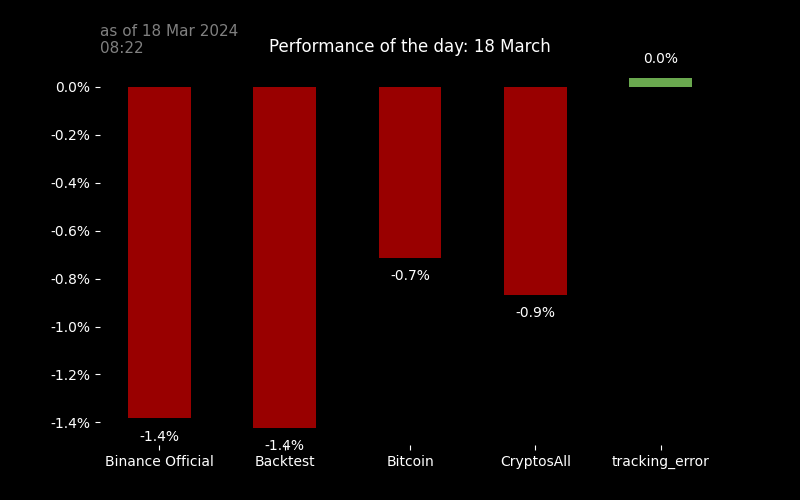 as of 18 Mar 2024
08:22
Performance of the day: 18 March
0.0%
0.0%
-0.2%
-0.4%
-0.6%
-0.8%
-1.0%
-1.2%
-1.4%
-1.4%
-1.4%
-0.7%
-0.9%
Binance Official
Backtest
Bitcoin
CryptosAll
tracking_error